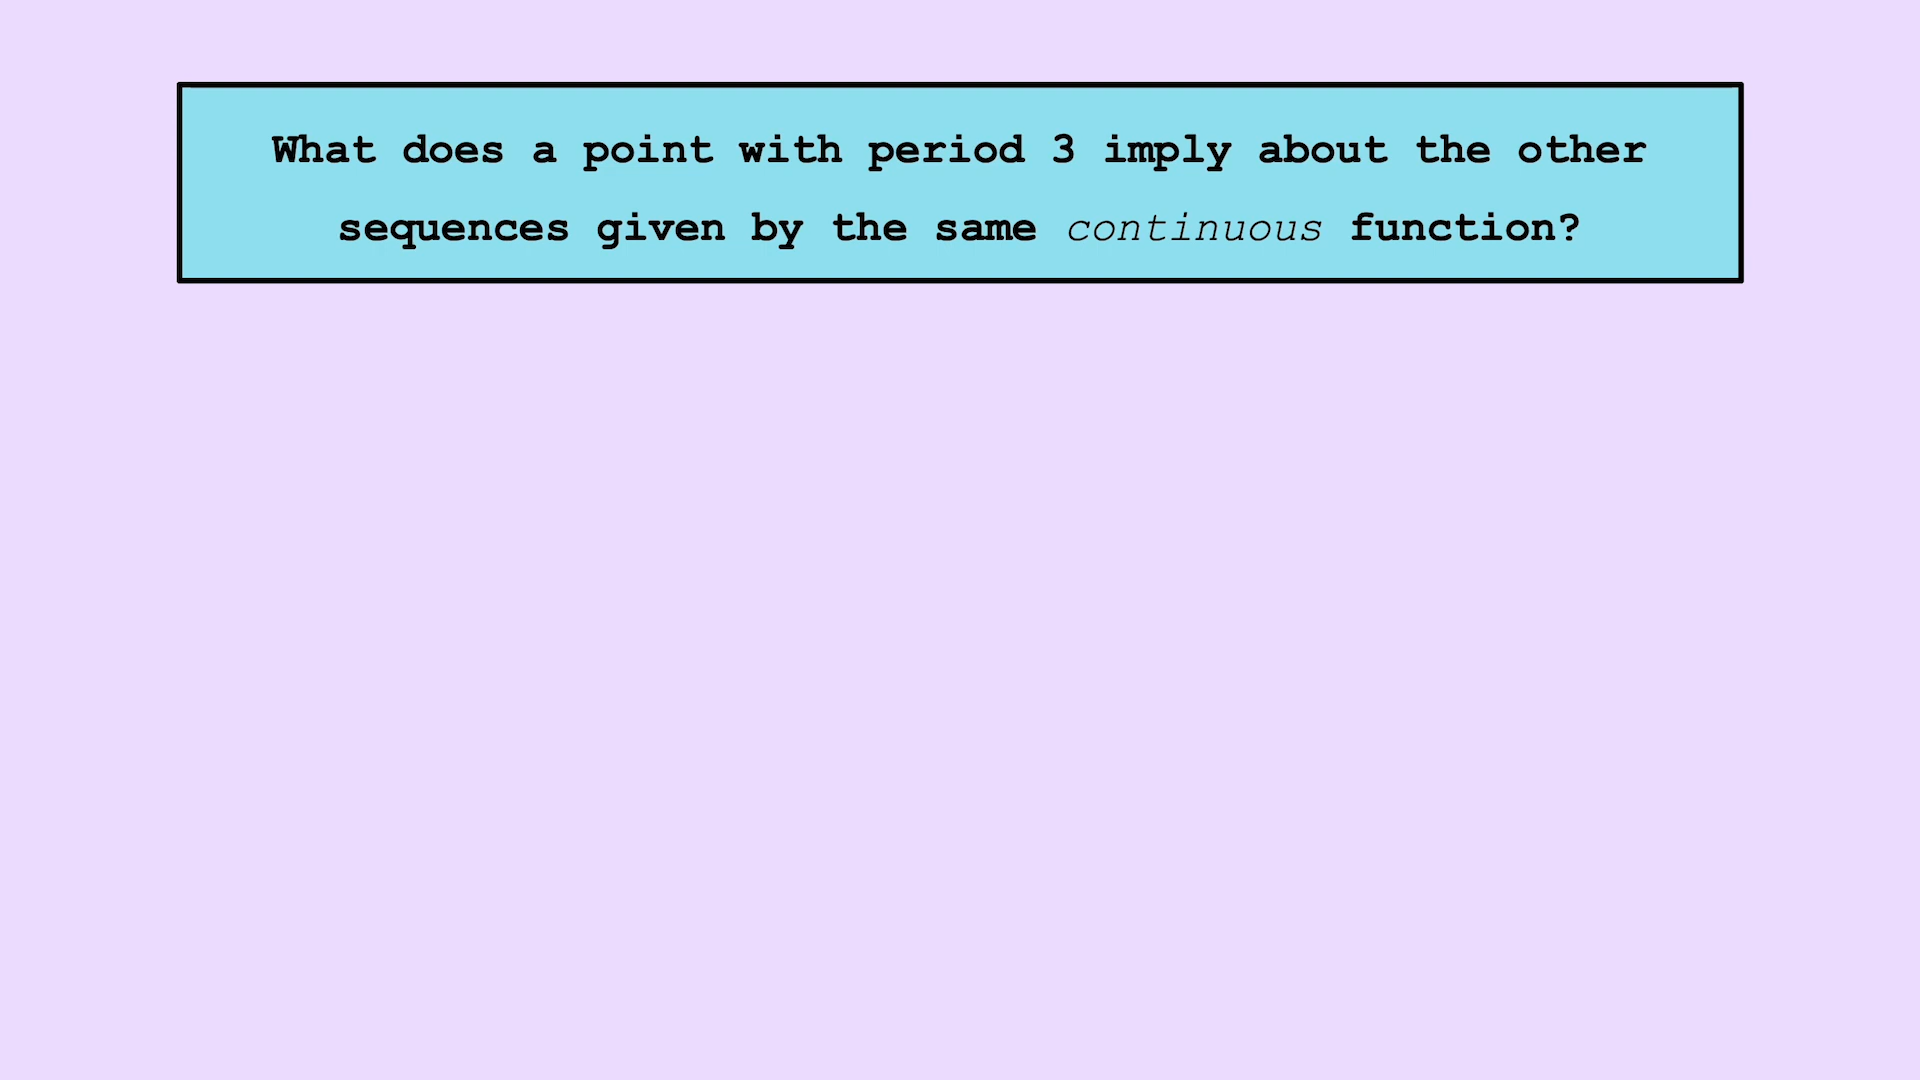 What does a point with period 3 imply about the other
sequences given by the same continuous function?